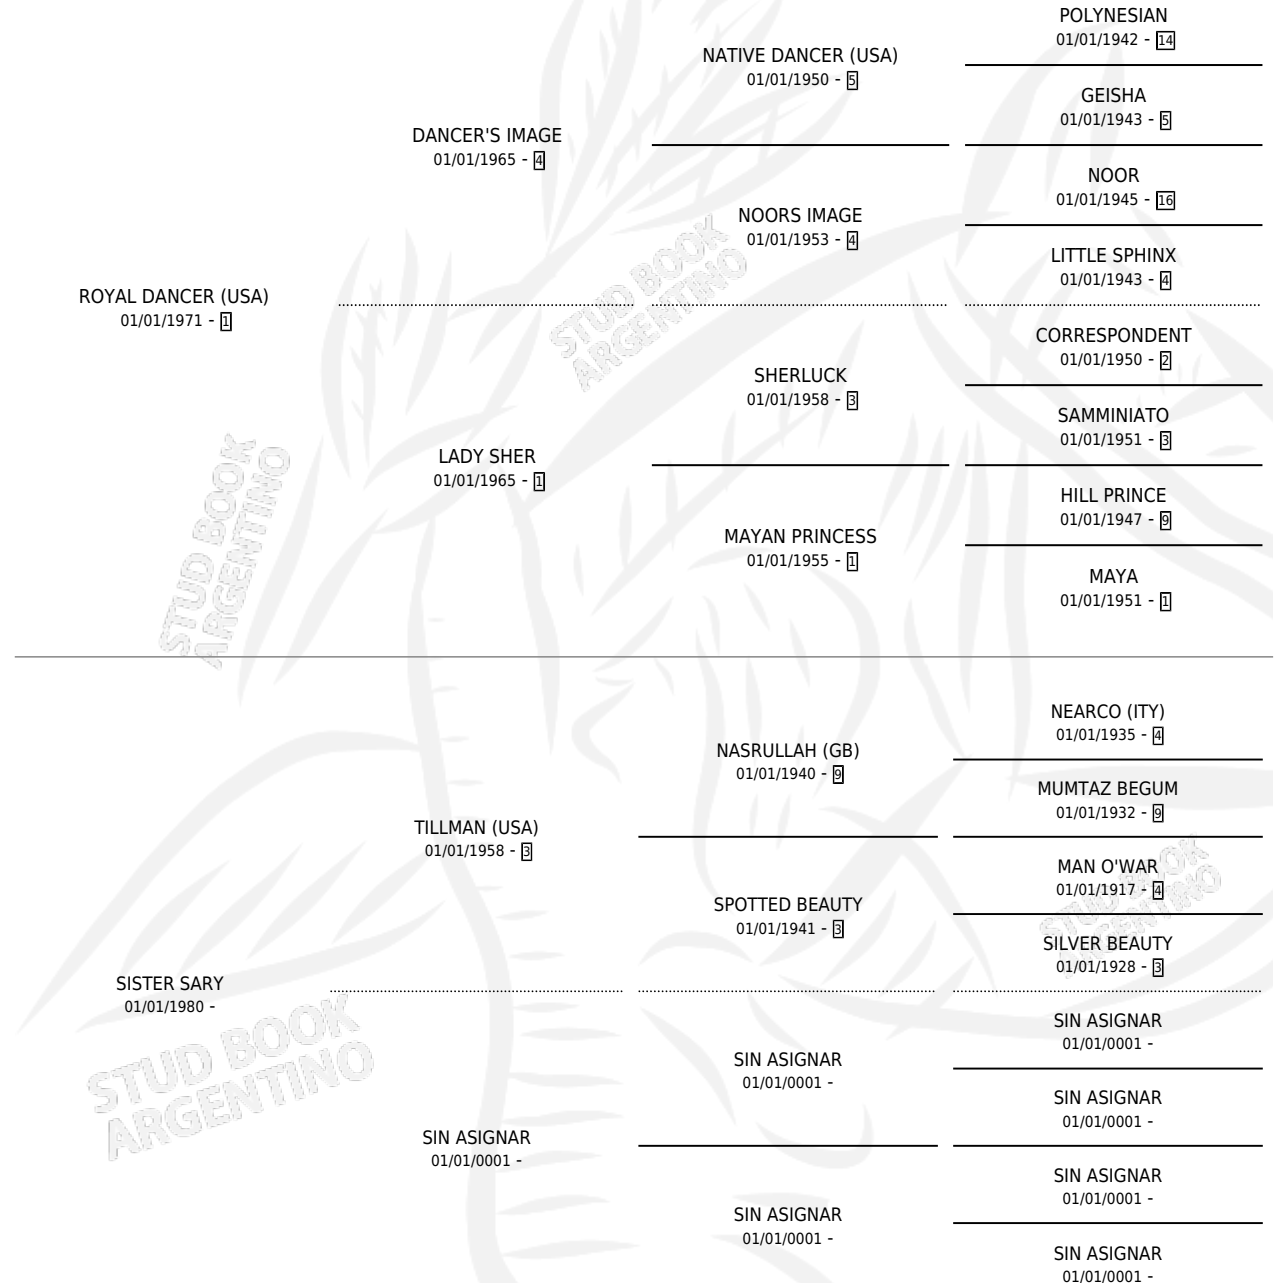 POLYNESIAN
01/01/1942 - 14
NATIVE DANCER (USA)
01/01/1950 - 5
GEISHA
01/01/1943 - 5
DANCER'S IMAGE
01/01/1965 - 4
NOOR
01/01/1945 - 16
NOORS IMAGE
01/01/1953 - 4
LITTLE SPHINX
01/01/1943 - 4
ROYAL DANCER (USA)
01/01/1971 - 1
STUD BOOK
ARGENTINO
CORRESPONDENT
01/01/1950 - 2
SHERLUCK
01/01/1958 - 3
SAMMINIATO
01/01/1951 - 3
LADY SHER
01/01/1965 - 1
HILL PRINCE
01/01/1947 - 9
MAYAN PRINCESS
01/01/1955 - 1
MAYA
01/01/1951 - 1
STUD BOOK
ARGENTINO
NEARCO (ITY)
01/01/1935 - 4
NASRULLAH (GB)
01/01/1940 - 9
MUMTAZ BEGUM
01/01/1932 - 9
TILLMAN (USA)
01/01/1958 - 3
MAN O'WAR
01/01/1917 - 4
SPOTTED BEAUTY
01/01/1941 - 3
STUD BOOK
ARGENTINO
SILVER BEAUTY
01/01/1928 - 3
SISTER SARY
01/01/1980 -
STUD BOOK
ARGENTINO
SIN ASIGNAR
01/01/0001 -
SIN ASIGNAR
01/01/0001 -
SIN ASIGNAR
01/01/0001 -
SIN ASIGNAR
01/01/0001 -
SIN ASIGNAR
01/01/0001 -
SIN ASIGNAR
01/01/0001 -
SIN ASIGNAR
01/01/0001 -